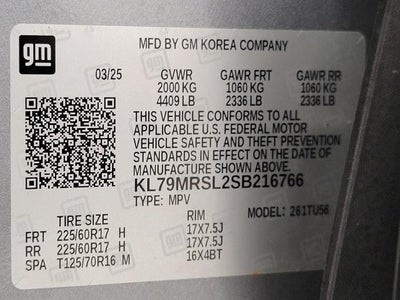 gm
MFD BY GM KOREA COMPANY
03/25 GVWR GAWR FRT GAWR RR
2000 KG 1060 KG 1060 KG
4409 LB 2336 LB 2336 LB
THIS VEHICLE CONFORMS TO ALL
APPLICABLE U.S.FEDERAL MOTOR
VEHICLE SAFETY AND THEFT PREVENTION
STANDARDS IN EFFECT ON THE DATE OF
MANUFACTURE SHOWN ABOVE.
KL79MRSL2SB216766
TYPE: MPV MODEL: 261TU56
TIRE SIZE RIM
FRT 225/60R17 H 17X7.5J
RR 225/60R17 H 17X7.5J
SPA T125/70R16 M 16X4BT